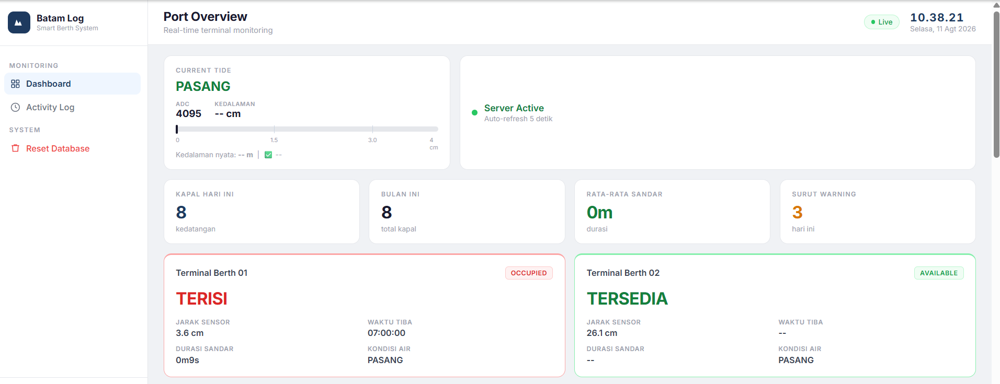 Batam Log
Smart Berth System
MONITORING
Dashboard
Activity Log
SYSTEM
Reset Database
Port Overview
Real-time terminal monitoring
Live
10.38.21
Selasa, 11 Agt 2026
CURRENT TIDE
PASANG
ADC KEDALAMAN
4095 -- cm
0 1.5 3.0 4 cm
Kedalaman nyata: -- m | ✅ --
Server Active
Auto-refresh 5 detik
KAPAL HARI INI
8
kedatangan
BULAN INI
8
total kapal
RATA-RATA SANDAR
0m
durasi
SURUT WARNING
3
hari ini
Terminal Berth 01 OCCUPIED
TERISI
JARAK SENSOR WAKTU TIBA
3.6 cm 07:00:00
DURASI SANDAR KONDISI AIR
0m9s PASANG
Terminal Berth 02 AVAILABLE
TERSEDIA
JARAK SENSOR WAKTU TIBA
26.1 cm --
DURASI SANDAR KONDISI AIR
-- PASANG